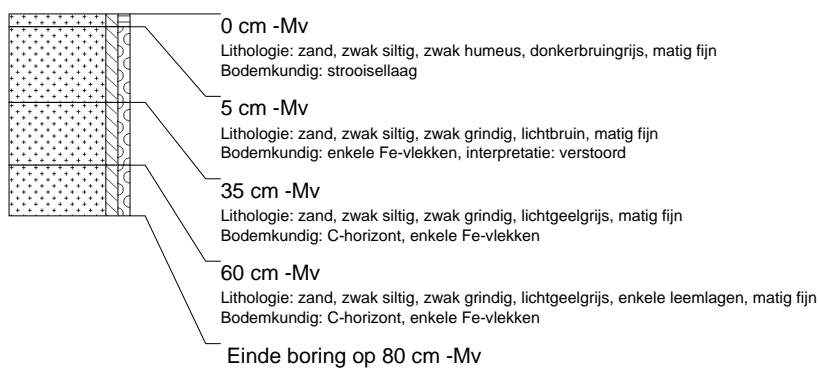 0 cm -Mv
Lithologie: zand, zwak siltig, zwak humeus, donkerbruingrijs, matig fijn
Bodemkundig: strooisellaag
5 cm -Mv
Lithologie: zand, zwak siltig, zwak grindig, lichtbruin, matig fijn
Bodemkundig: enkele Fe-vlekken, interpretatie: verstoord
35 cm -Mv
Lithologie: zand, zwak siltig, zwak grindig, lichtgeelgrijs, matig fijn
Bodemkundig: C-horizont, enkele Fe-vlekken
60 cm -Mv
Lithologie: zand, zwak siltig, zwak grindig, lichtgeelgrijs, enkele leemlagen, matig fijn
Bodemkundig: C-horizont, enkele Fe-vlekken
Einde boring op 80 cm -Mv